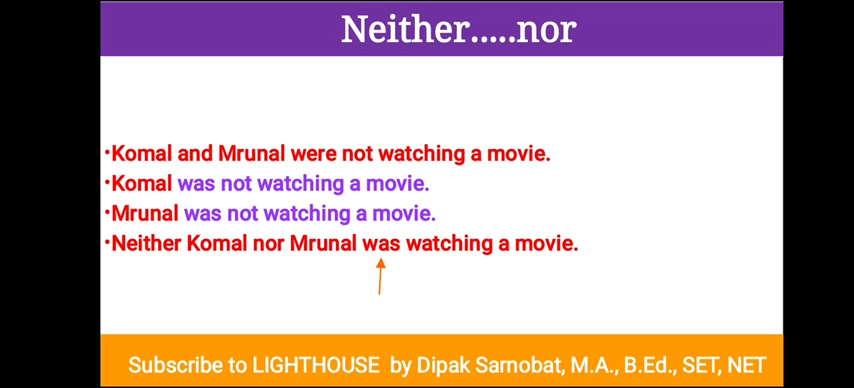 Neither.....nor
•Komal and Mrunal were not watching a movie.
•Komal was not watching a movie.
•Mrunal was not watching a movie.
•Neither Komal nor Mrunal was watching a movie.
Subscribe to LIGHTHOUSE by Dipak Sarnobat, M.A., B.Ed., SET, NET